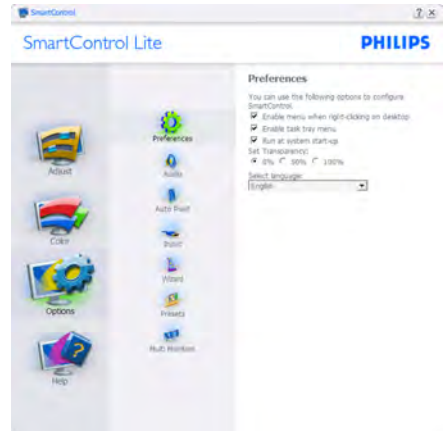 SmartControl
SmartControl Lite
PHILIPS
Adjust
Color
Options
Help
Preferences
Audio
Auto Pivot
Input
Wizard
Presets
Multi Monitors
Preferences
You can use the following options to configure
SmartControl.
Enable menu when right-clicking on desktop
Enable task tray menu
Run at system start-up
Set Transparency:
0% 50% 100%
Select language:
English